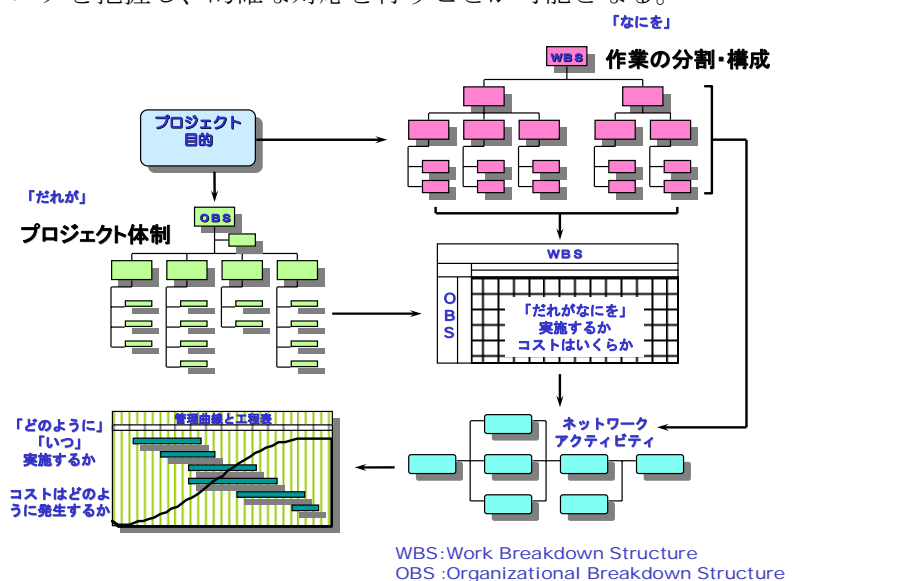 「なにを」
WBS
作業の分割・構成
プロジェクト
目的
「だれが」
OBS
プロジェクト体制
WBS
OBS
「だれがなにを」
実施するか
コストはいくらか
管理曲線と工程表
「どのように」
「いつ」
実施するか
コストはどのよ
うに発生するか
ネットワーク
アクティビティ
WBS:Work Breakdown Structure
OBS :Organizational Breakdown Structure